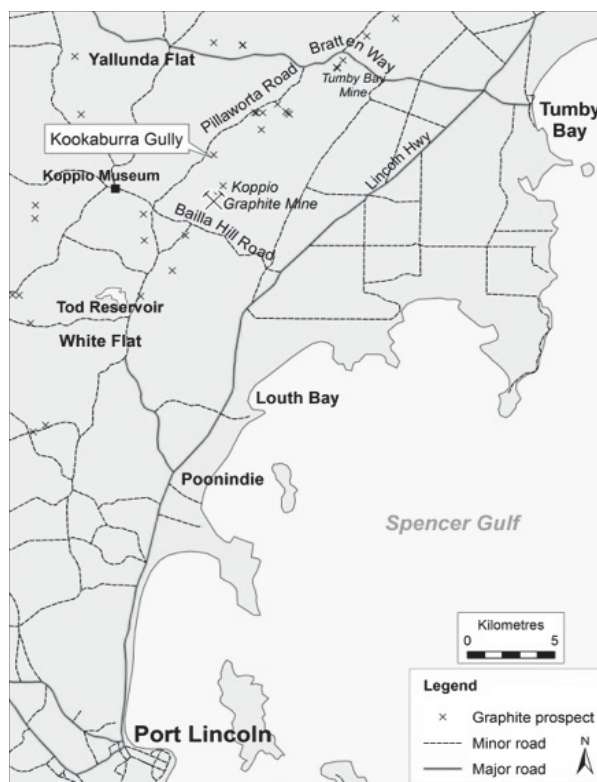 Yallunda Flat
Bratten Way
Tumby Bay
Mine
Pillaworta Road
Tumby
Bay
Kookaburra Gully
Lincoln Hwy
Koppio Museum
Koppio
Graphite Mine
Bailla Hill Road
Tod Reservoir
White Flat
Louth Bay
Poonindie
Spencer Gulf
Kilometres
0 5
Legend
Graphite prospect
Minor road
Major road
N
Port Lincoln